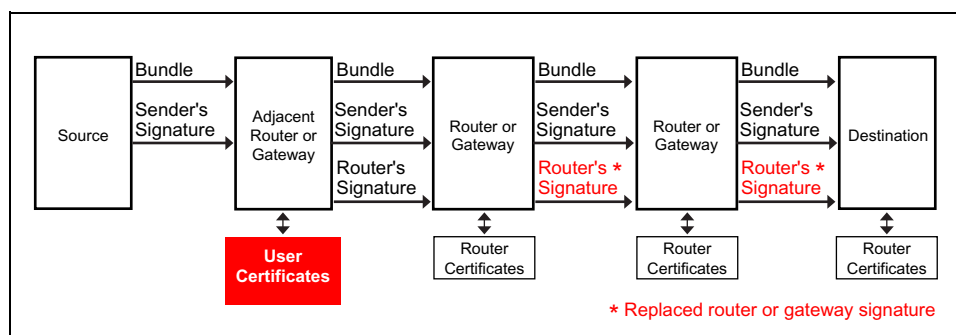 Bundle
Bundle
Bundle
Bundle
Sender's
Signature
Sender's
Signature
Sender's
Signature
Sender's
Signature
Source
Adjacent
Router or
Gateway
Router or
Gateway
Router or
Gateway
Destination
Router's
Signature
Router's *
Signature
Router's *
Signature
User
Certificates
Router
Certificates
Router
Certificates
Router
Certificates
* Replaced router or gateway signature